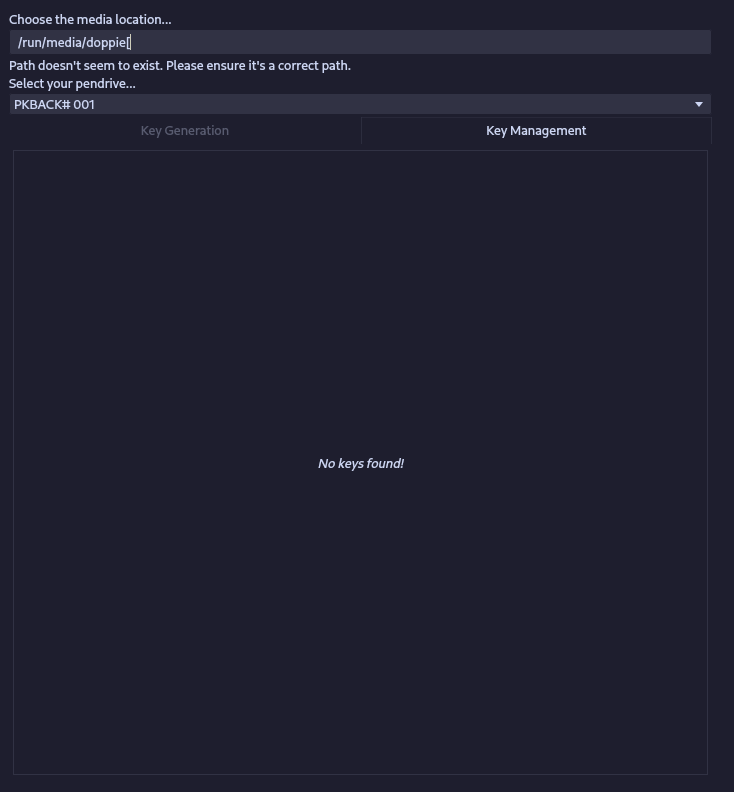 Choose the media location...
/run/media/doppie[
Path doesn't seem to exist. Please ensure it's a correct path.
Select your pendrive...
PKBACK# 001
Key Generation
Key Management
No keys found!